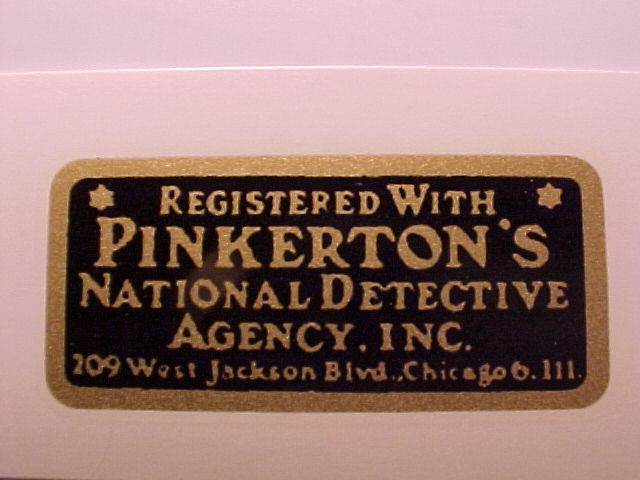 REGISTERED WITH
PINKERTON'S
NATIONAL DETECTIVE
AGENCY. INC.
209 West Jackson Blvd., Chicago 6. Ill.